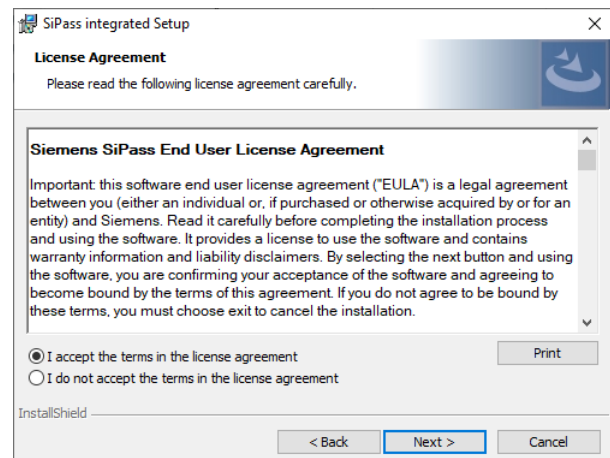 SiPass integrated Setup
License Agreement
Please read the following license agreement carefully.
Siemens SiPass End User License Agreement
Important: this software end user license agreement ("EULA") is a legal agreement
between you (either an individual or, if purchased or otherwise acquired by or for an
entity) and Siemens. Read it carefully before completing the installation process
and using the software. It provides a license to use the software and contains
warranty information and liability disclaimers. By selecting the next button and using
the software, you are confirming your acceptance of the software and agreeing to
become bound by the terms of this agreement. If you do not agree to be bound by
these terms, you must choose exit to cancel the installation.
I accept the terms in the license agreement
Print
I do not accept the terms in the license agreement
InstallShield
< Back Next > Cancel